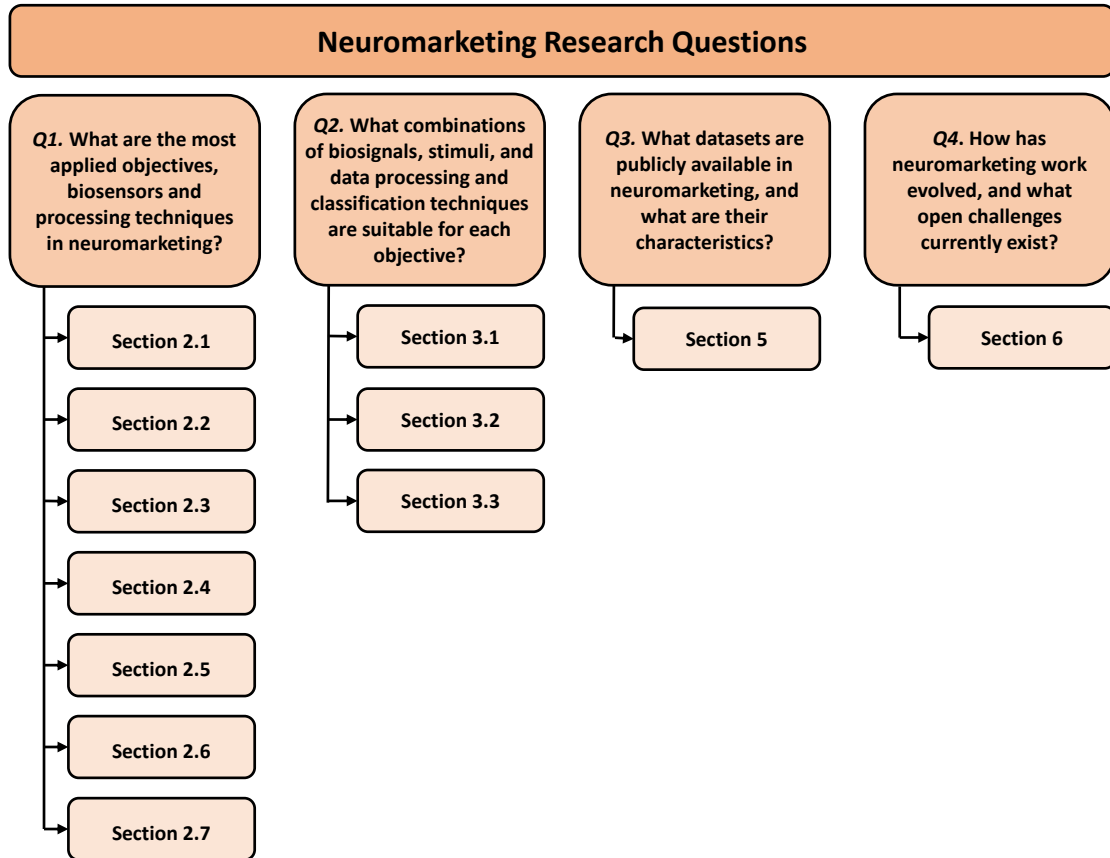 Neuromarketing Research Questions
Q1. What are the most
applied objectives,
biosensors and
processing techniques
in neuromarketing?
Section 2.1
Section 2.2
Section 2.3
Section 2.4
Section 2.5
Section 2.6
Section 2.7
Q2. What combinations
of biosignals, stimuli, and
data processing and
classification techniques
are suitable for each
objective?
Section 3.1
Section 3.2
Section 3.3
Q3. What datasets are
publicly available in
neuromarketing, and
what are their
characteristics?
Section 5
Q4. How has
neuromarketing work
evolved, and what
open challenges
currently exist?
Section 6